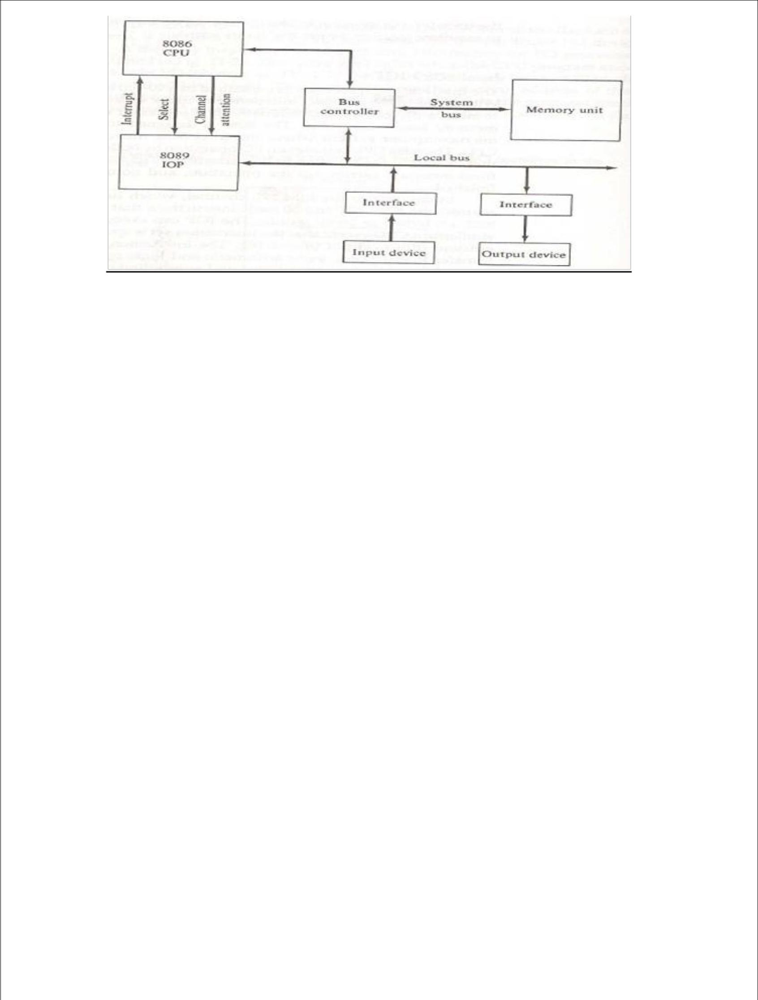 8086
CPU
Interrupt
Select
Channel
attention
Bus
controller
System
bus
Memory unit
8089
IOP
Local bus
Interface
Interface
Input device
Output device